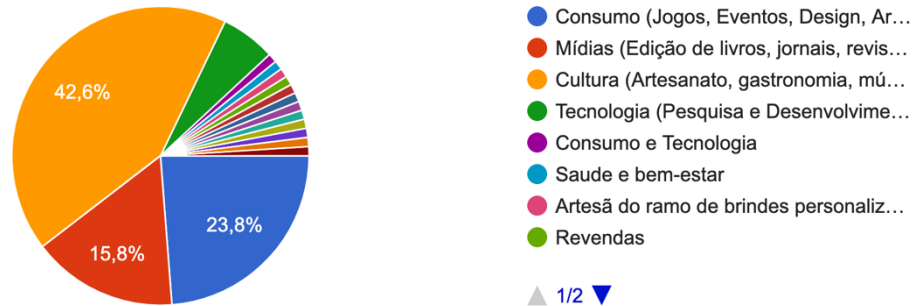 42,6%
15,8%
23,8%
Consumo (Jogos, Eventos, Design, Ar…
Mídias (Edição de livros, jornais, revis…
Cultura (Artesanato, gastronomia, mú…
Tecnologia (Pesquisa e Desenvolvime…
Consumo e Tecnologia
Saude e bem-estar
Artesã do ramo de brindes personaliz…
Revendas
1/2